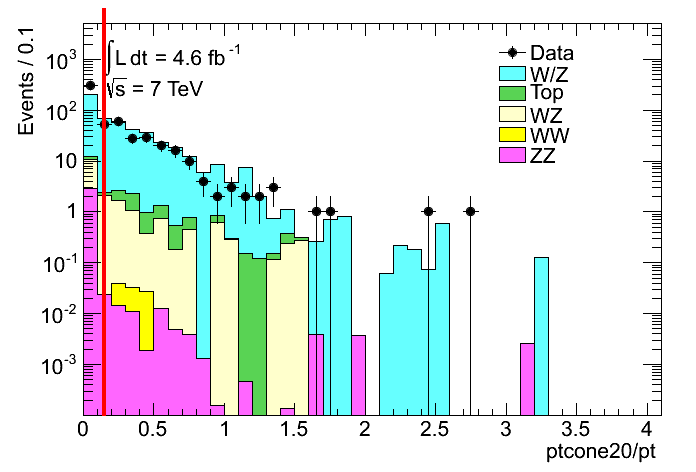 Events / 0.1
10³
10²
10
1
10⁻¹
10⁻²
10⁻³
∫ L dt = 4.6 fb⁻¹
√s = 7 TeV
Data
W/Z
Top
WZ
WW
ZZ
0 0.5 1 1.5 2 2.5 3 3.5 4
ptcone20/pt